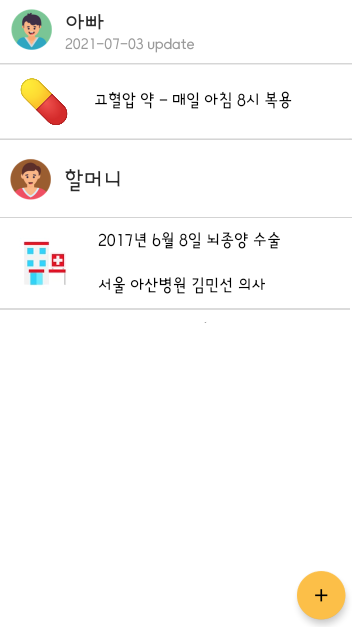 아빠
2021-07-03 update
고혈압 약 - 매일 아침 8시 복용
할머니
2017년 6월 8일 뇌종양 수술
서울 아산병원 김민선 의사
+